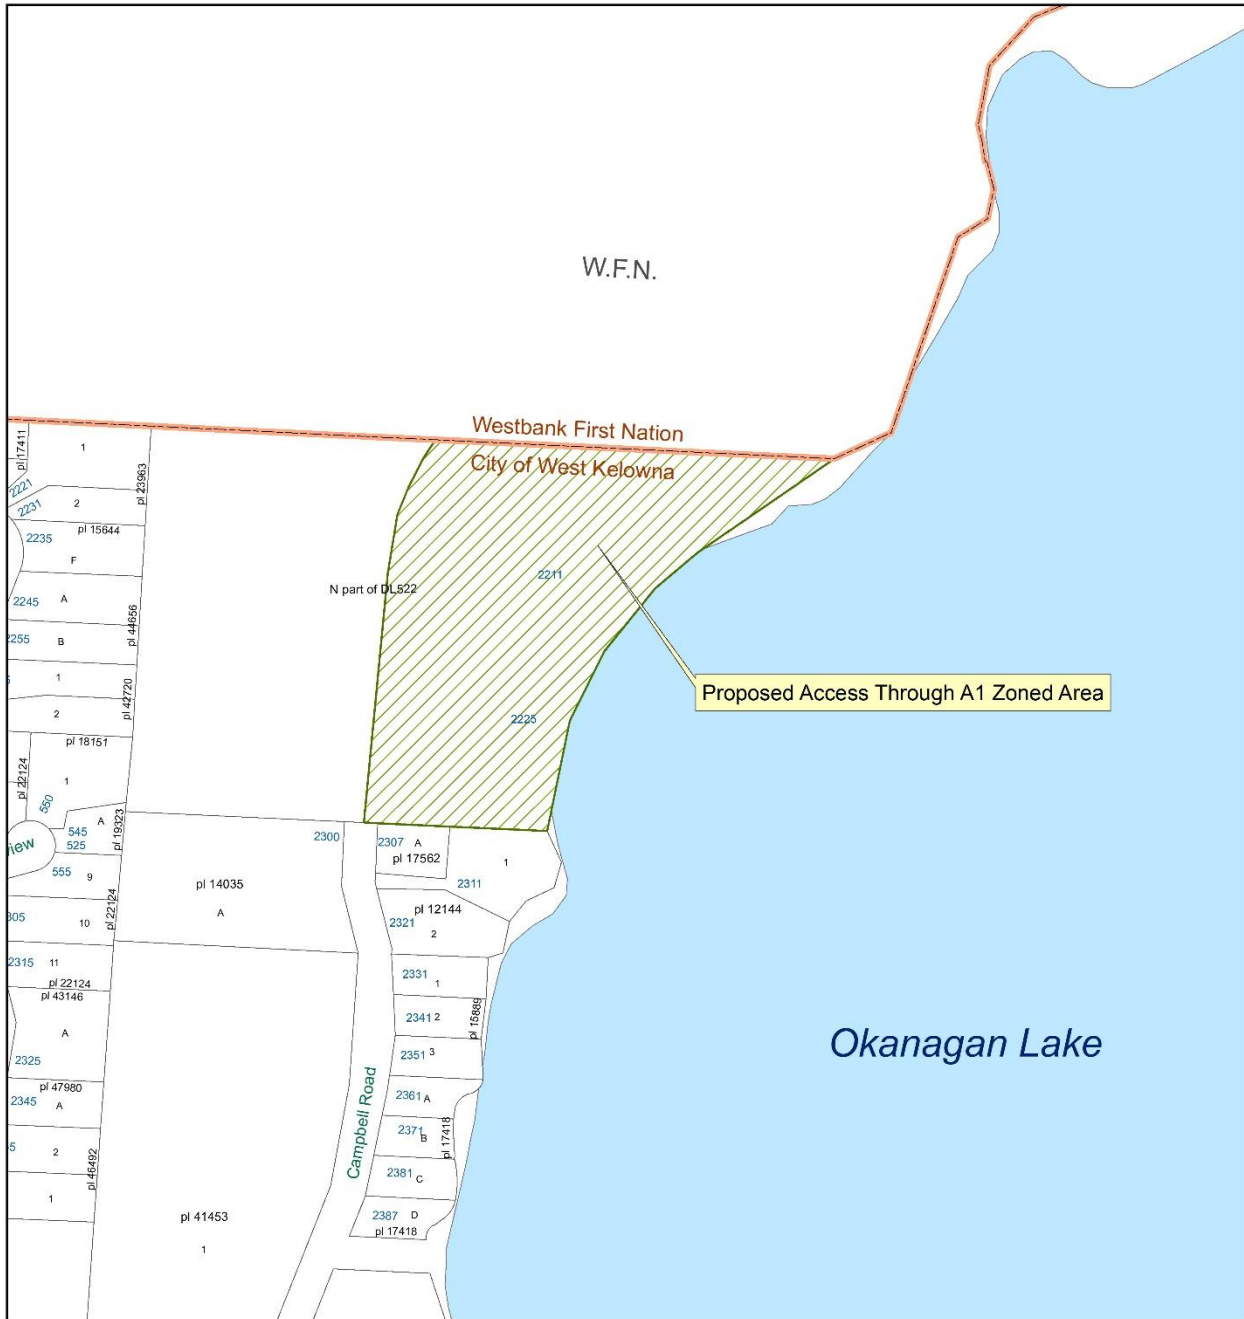 W.F.N.
Westbank First Nation
City of West Kelowna
pl 17411
1
pl 23963
2221
2231
2
2235
pl 15644
F
2245
A
pl 44656
2255
B
1
pl 42720
2
pl 18151
pl 22124
1
550
A
545
525
pl 19323
view
555
9
pl 22124
305
10
2315
11
pl 22124
pl 43146
A
2325
pl 47980
2345
A
5
2
pl 46492
1
N part of DL522
2211
2225
Proposed Access Through A1 Zoned Area
2300
2307
A
pl 17562
1
2311
pl 14035
A
pl 12144
2321
2
2331
1
2341
2
pl 15889
2351
3
2361
A
2371
B
pl 17418
2381
C
2387
D
pl 17418
Campbell Road
pl 41453
1
Okanagan Lake